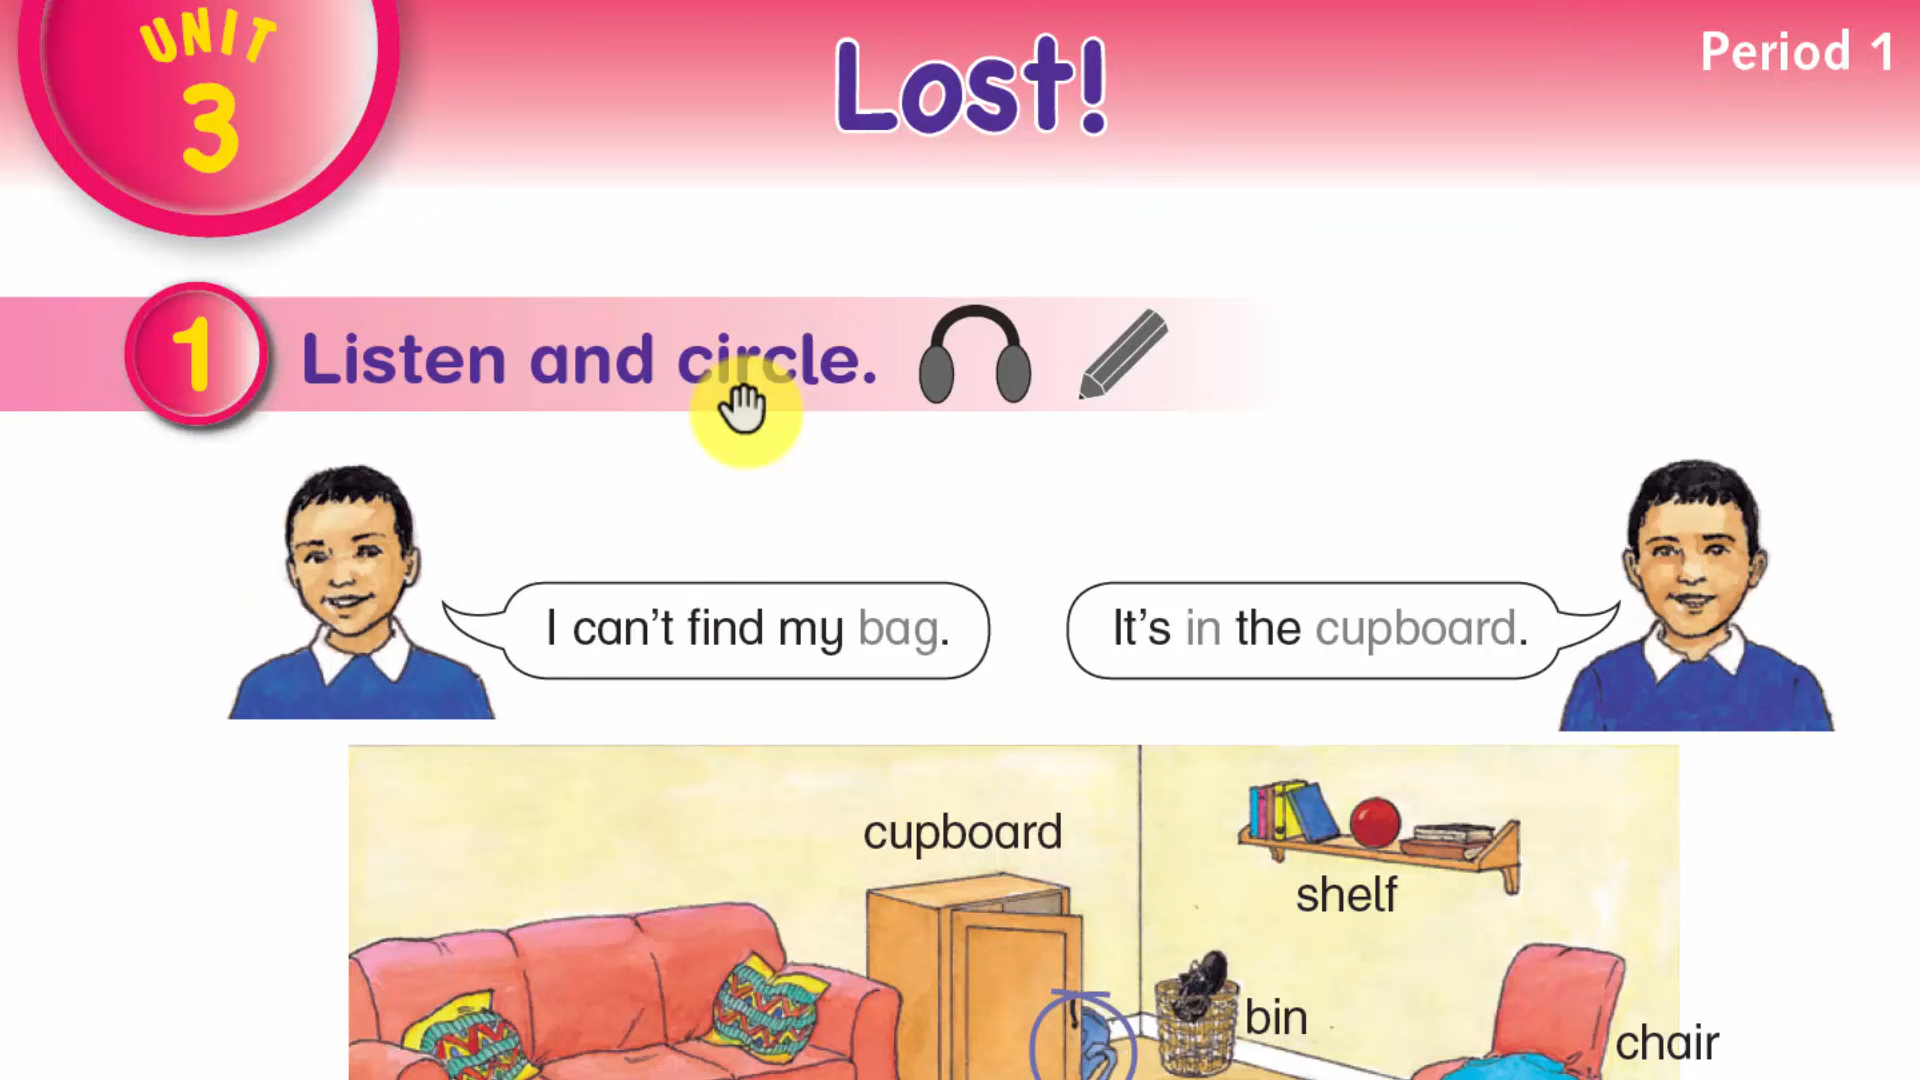 UNIT
3
Lost!
Period 1
1
Listen and circle.
I can't find my bag.
It's in the cupboard.
cupboard
shelf
bin
chair